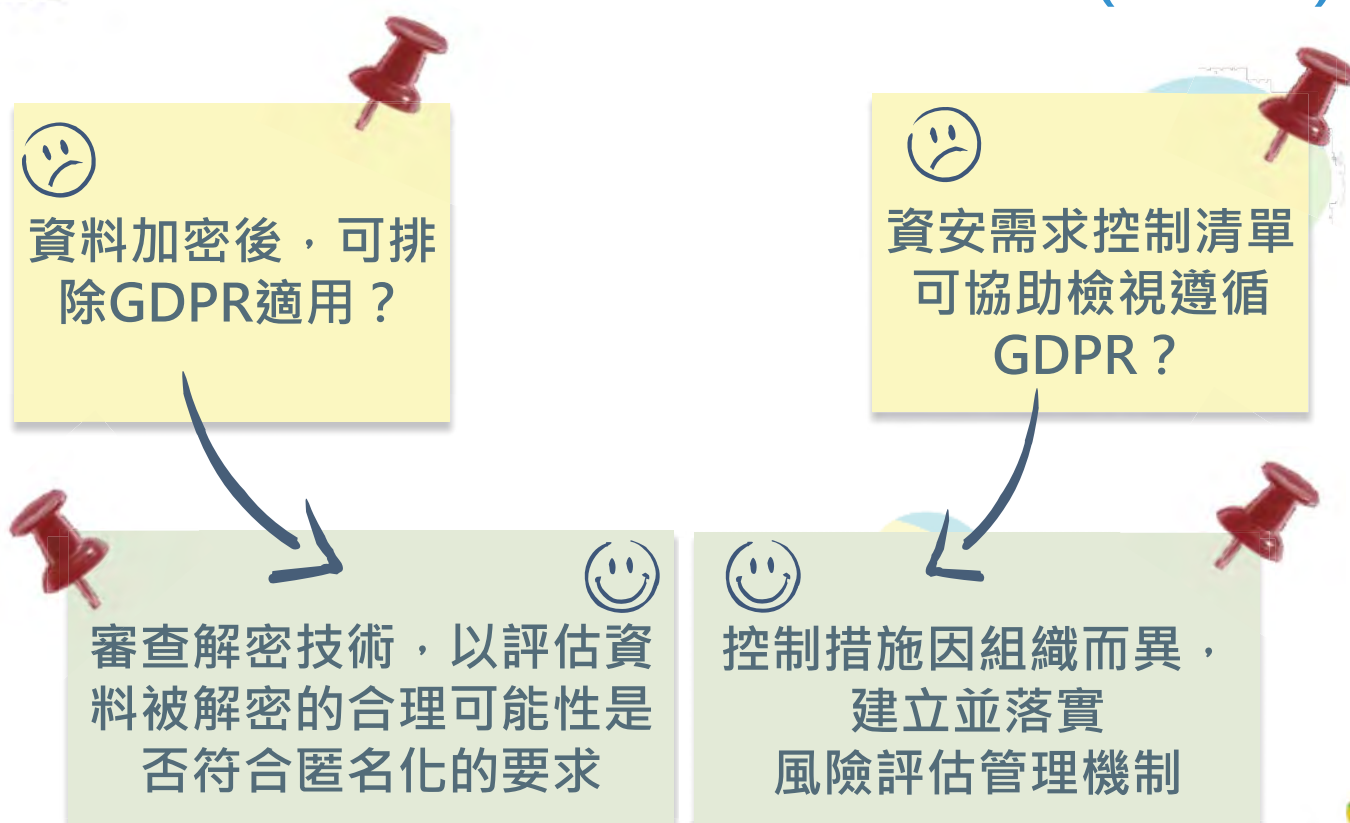 資料加密後，可排
除GDPR適用？
審查解密技術，以評估資
料被解密的合理可能性是
否符合匿名化的要求
資安需求控制清單
可協助檢視遵循
GDPR？
控制措施因組織而異，
建立並落實
風險評估管理機制